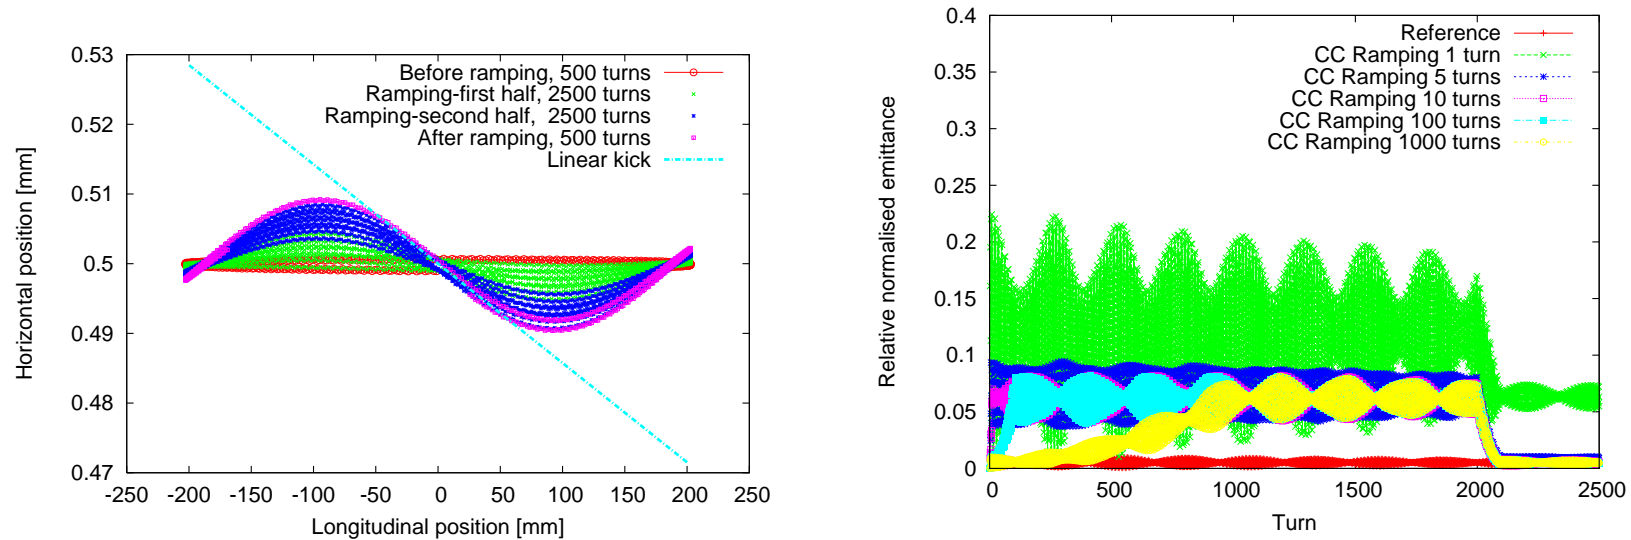 0.53
0.52
0.51
0.5
0.49
0.48
0.47
-250
-200
-150
-100
-50
0
50
100
150
200
250
Horizontal position [mm]
Longitudinal position [mm]
Before ramping, 500 turns
Ramping-first half, 2500 turns
Ramping-second half,  2500 turns
After ramping, 500 turns
Linear kick
0.4
0.35
0.3
0.25
0.2
0.15
0.1
0.05
0
0
500
1000
1500
2000
2500
Relative normalised emittance
Turn
Reference
CC Ramping 1 turn
CC Ramping 5 turns
CC Ramping 10 turns
CC Ramping 100 turns
CC Ramping 1000 turns